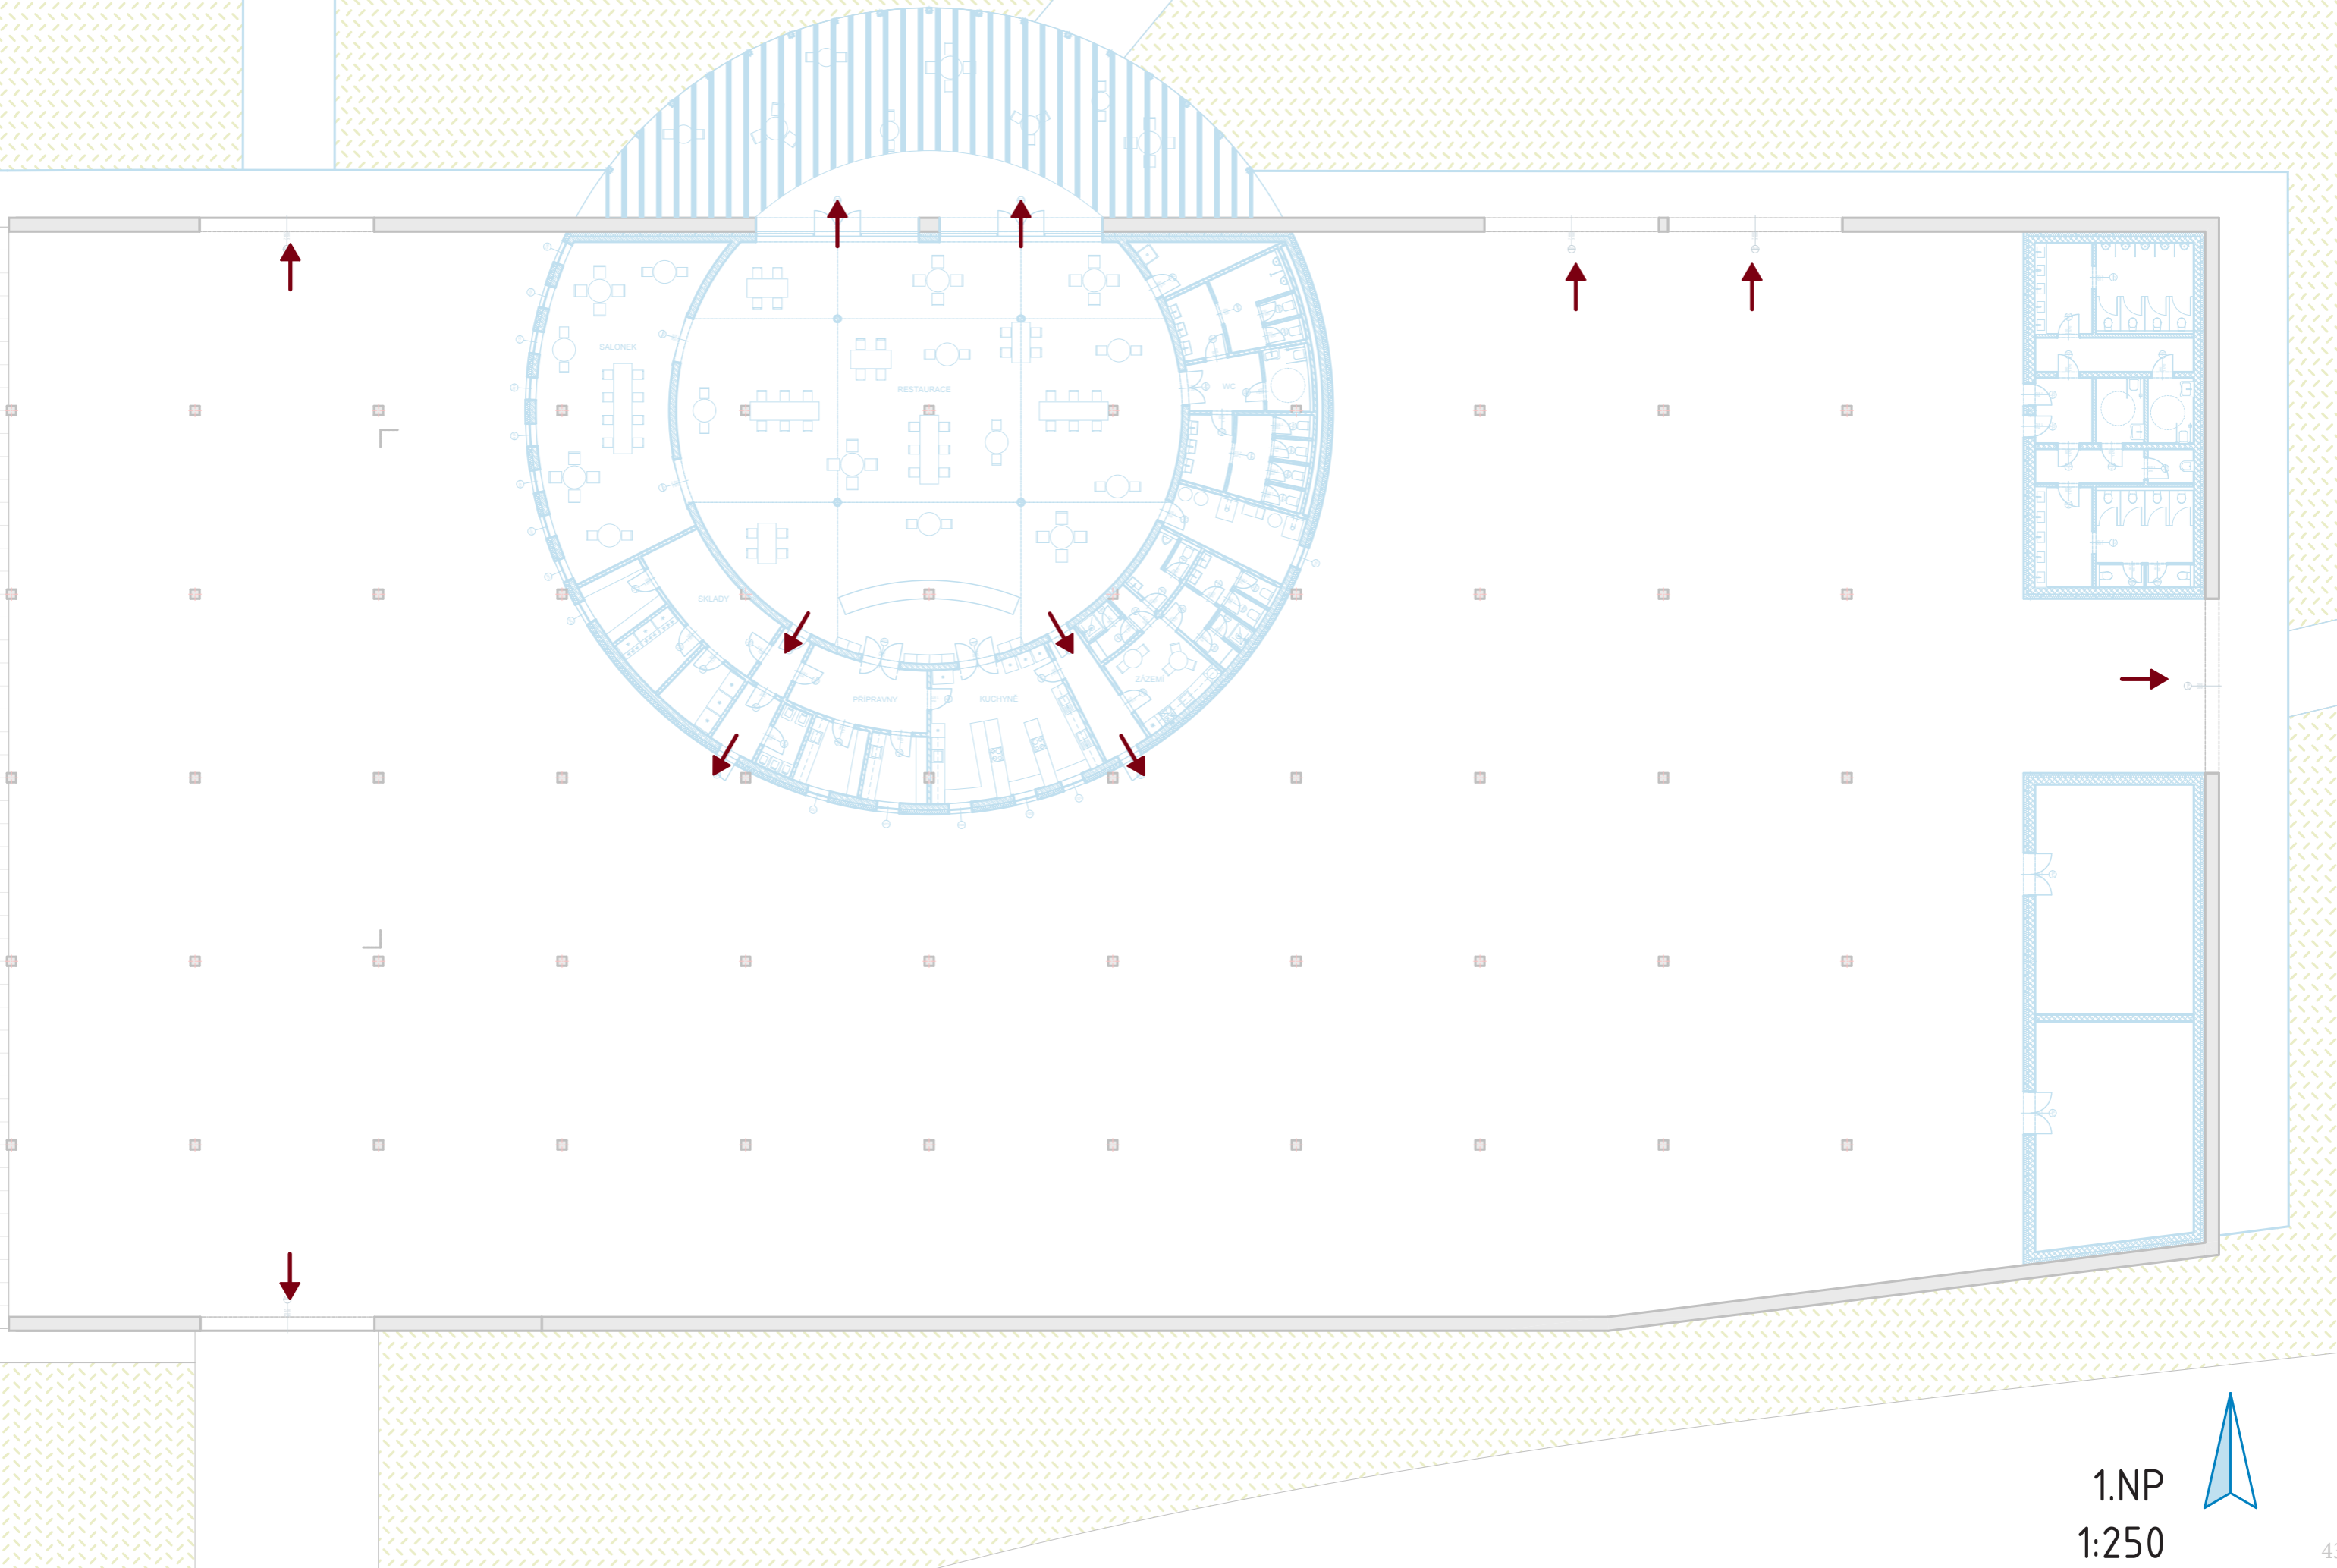 SALONEK
RESTAURACE
WC
SKLADY
ZÁZEMÍ
PŘÍPRAVNY
KUCHYNĚ
1.NP
1:250